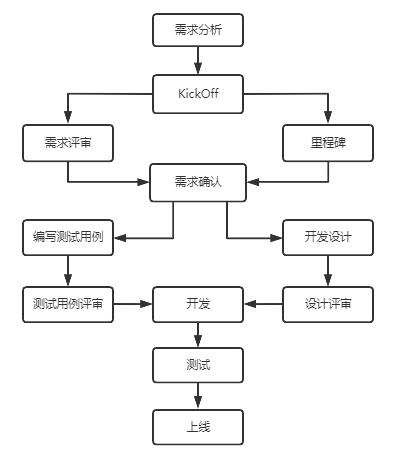 需求分析
KickOff
需求评审
里程碑
需求确认
编写测试用例
开发设计
测试用例评审
开发
设计评审
测试
上线